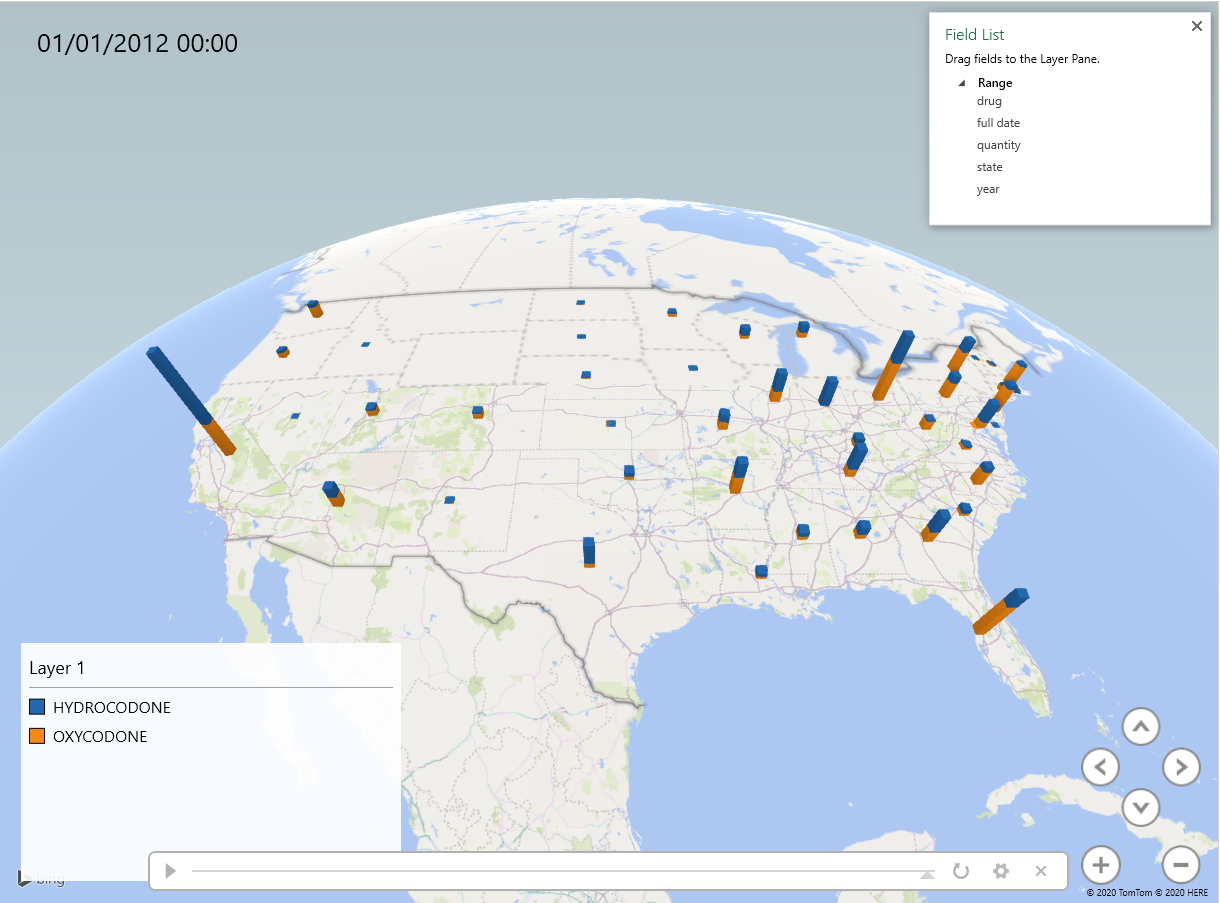 01/01/2012 00:00
Field List
Drag fields to the Layer Pane.
Range
drug
full date
quantity
state
year
Layer 1
HYDROCODONE
OXYCODONE
bing
© 2020 TomTom © 2020 HERE